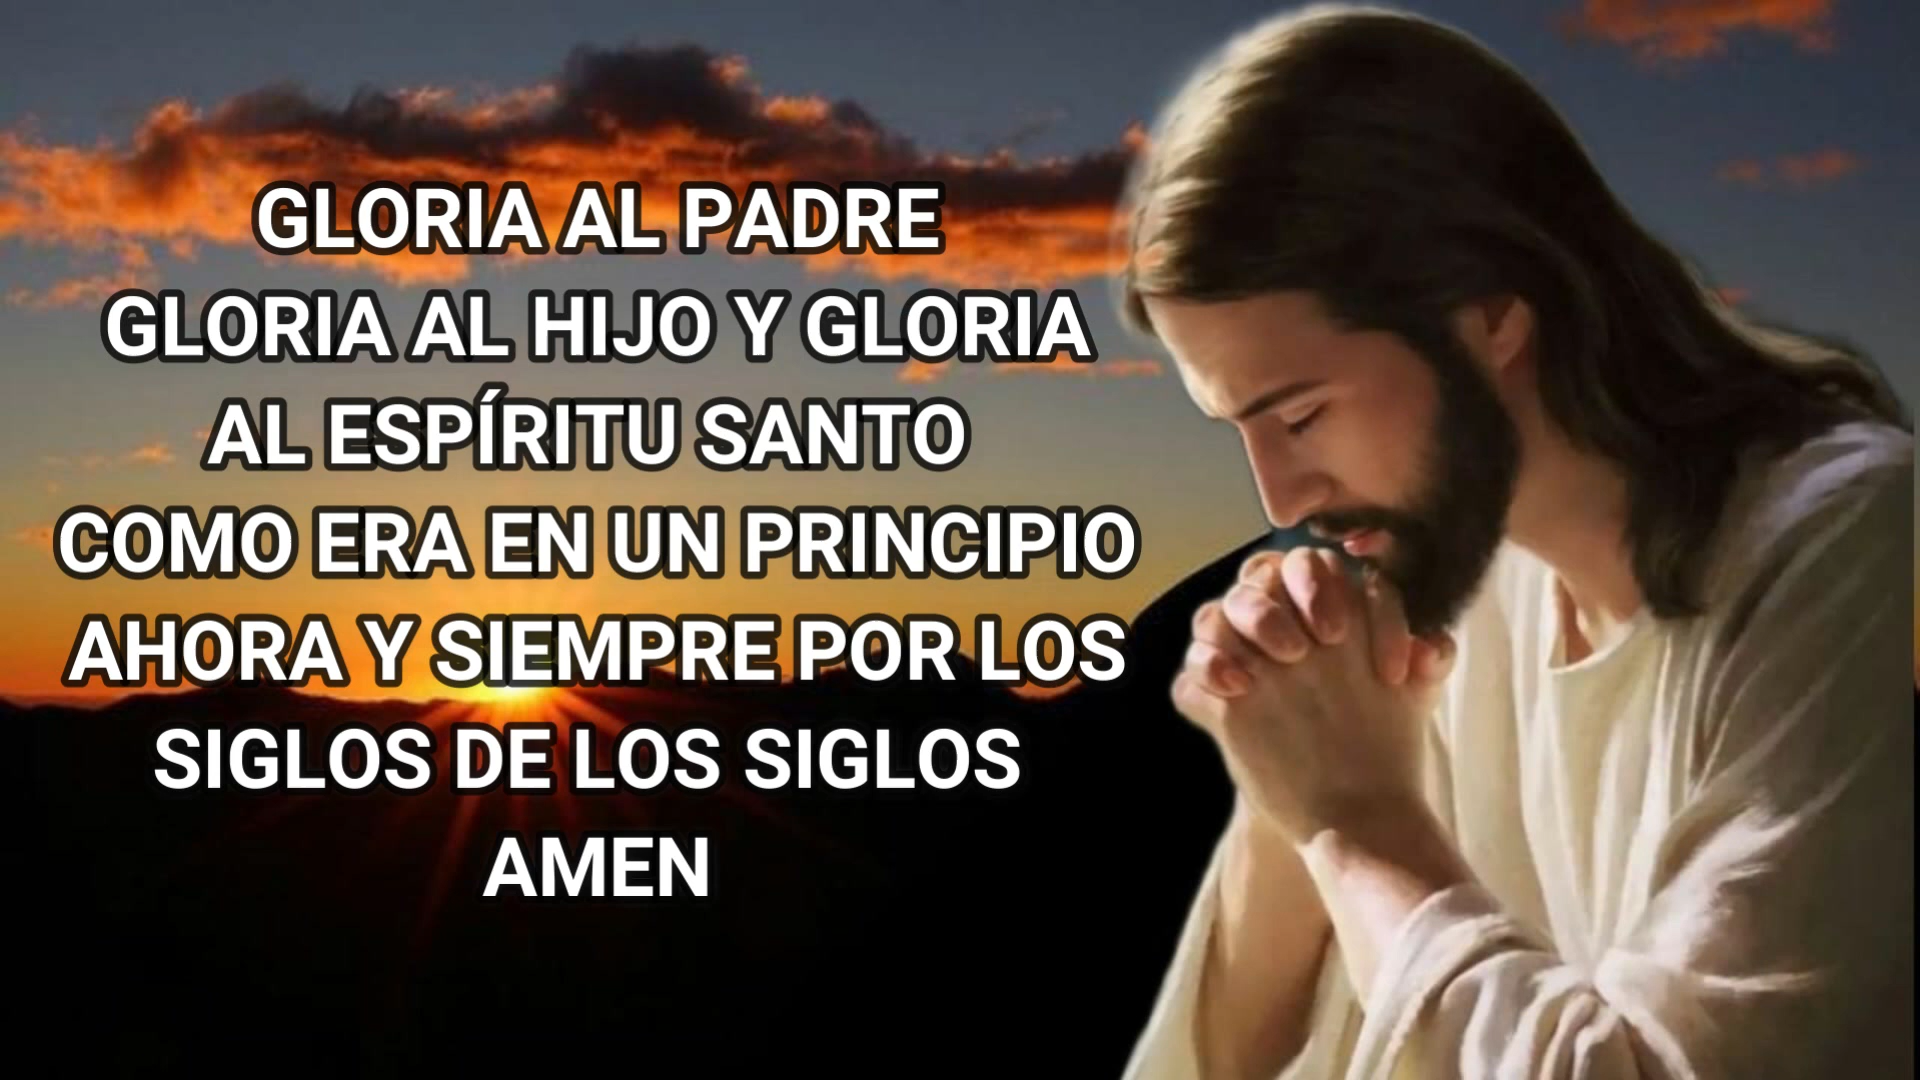 GLORIA AL PADRE
GLORIA AL HIJO Y GLORIA
AL ESPÍRITU SANTO
COMO ERA EN UN PRINCIPIO
AHORA Y SIEMPRE POR LOS
SIGLOS DE LOS SIGLOS
AMEN